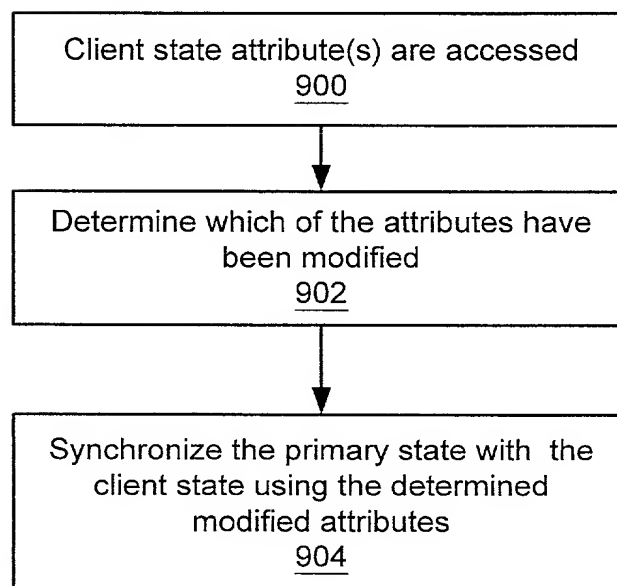 Client state attribute(s) are accessed
900
Determine which of the attributes have
been modified
902
Synchronize the primary state with the
client state using the determined
modified attributes
904